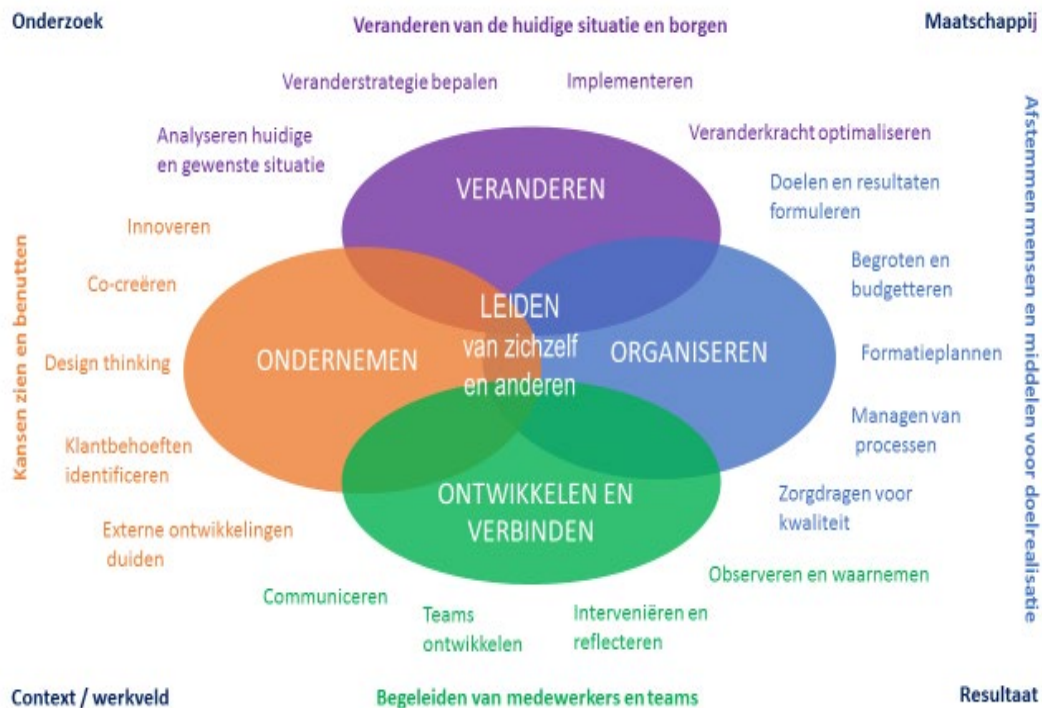 Onderzoek
Veranderen van de huidige situatie en borgen
Maatschappij
Veranderstrategie bepalen
Implementeren
Analyseren huidige
en gewenste situatie
Veranderkracht optimaliseren
VERANDEREN
Doelen en resultaten
formuleren
Innoveren
Begroten en
budgetteren
Co-creëren
LEIDEN
van zichzelf
en anderen
ONDERNEMEN
ORGANISEREN
Design thinking
Formatieplannen
Kansen zien en benutten
Afstemmen mensen en middelen voor doelrealisatie
Klantbehoeften
identificeren
Managen van
processen
ONTWIKKELEN EN
VERBINDEN
Zorgdragen voor
kwaliteit
Externe ontwikkelingen
duiden
Observeren en waarnemen
Communiceren
Teams
ontwikkelen
Interveniëren en
reflecteren
Context / werkveld
Begeleiden van medewerkers en teams
Resultaat